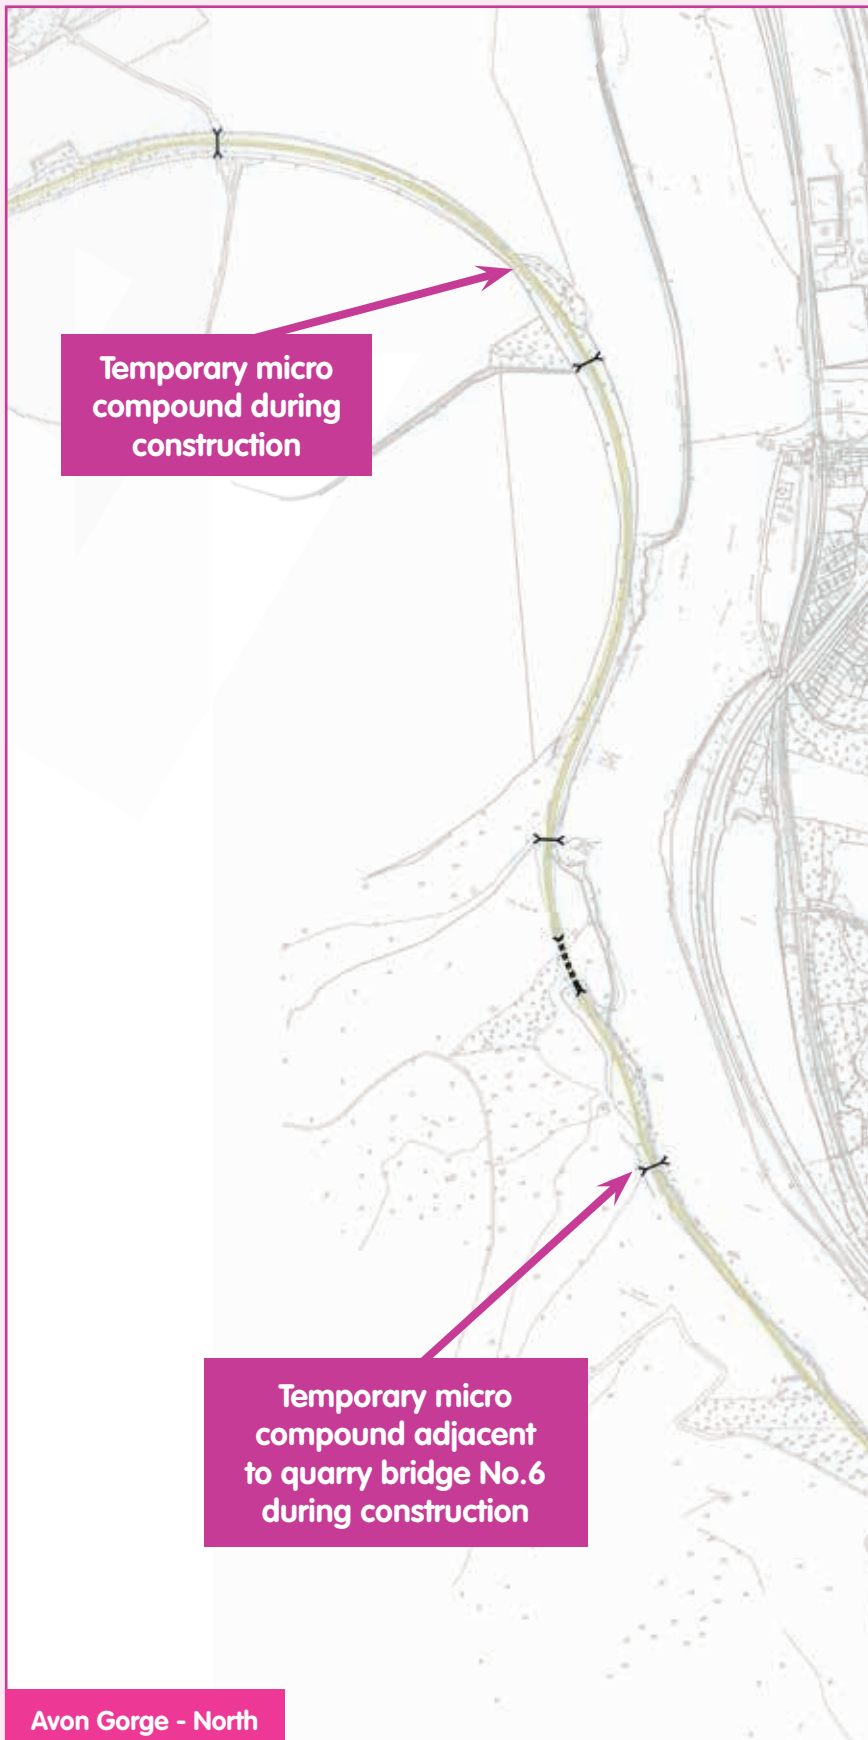 Temporary micro
compound during
construction
Temporary micro
compound adjacent
to quarry bridge No.6
during construction
Avon Gorge - North